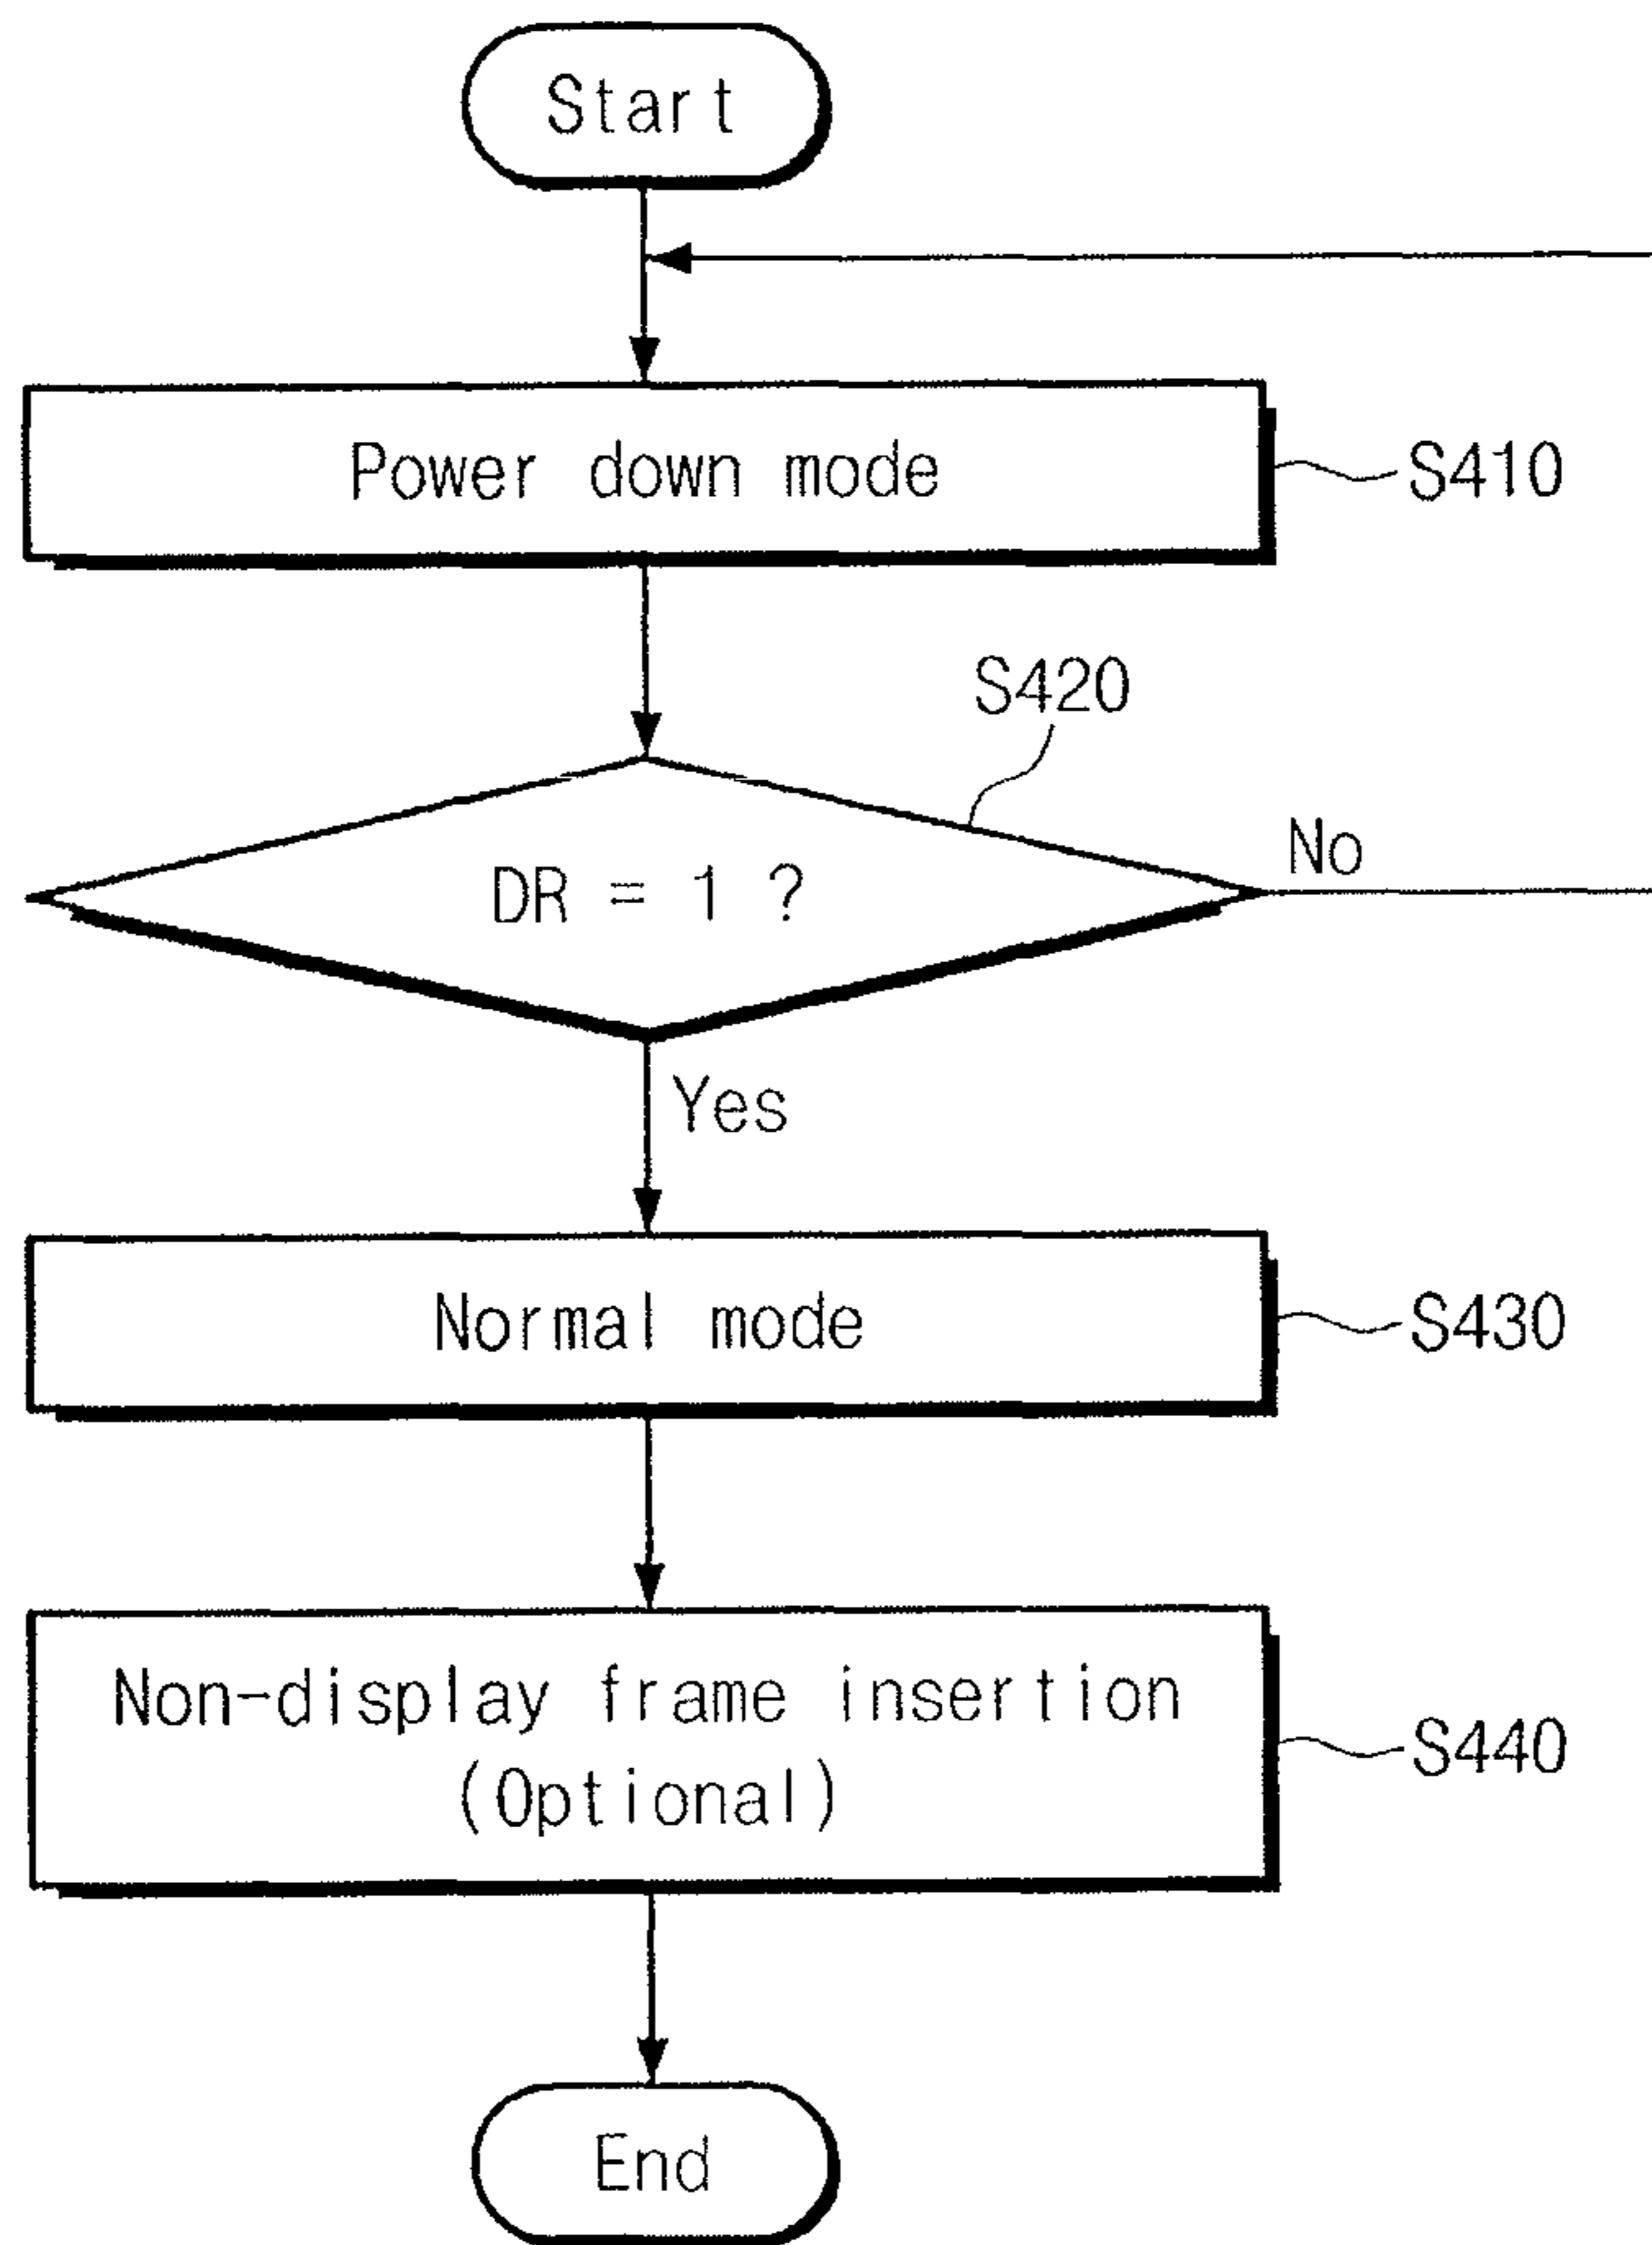 Start
Power down mode
S410
S420
DR = 1 ?
No
Yes
Normal mode
S430
Non-display frame insertion
(Optional)
S440
End